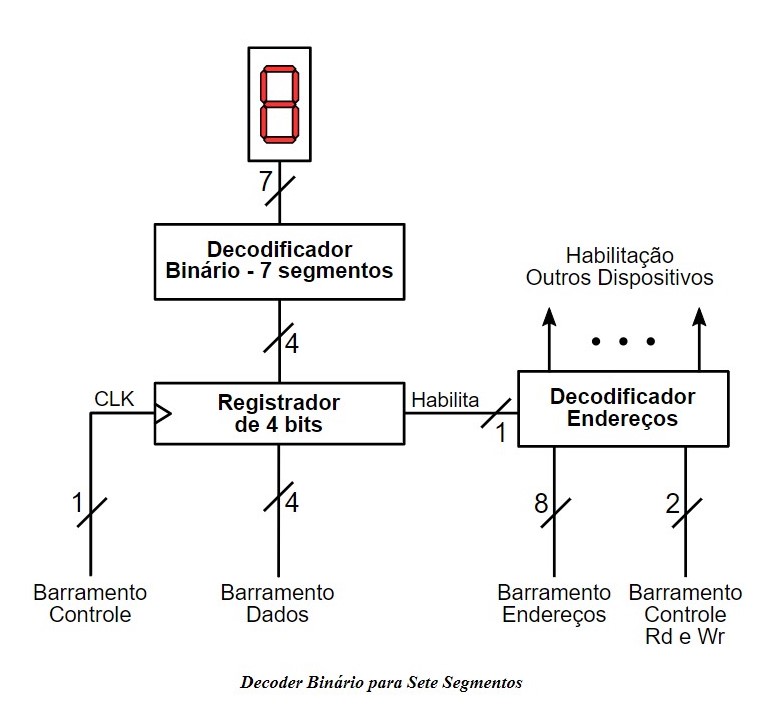 7
Decodificador
Binário - 7 segmentos
Habilitação
Outros Dispositivos
4
CLK
Registrador
de 4 bits
Habilita
1
Decodificador
Endereços
1
4
8
2
Barramento
Controle
Barramento
Dados
Barramento
Endereços
Barramento
Controle
Rd e Wr
Decoder Binário para Sete Segmentos